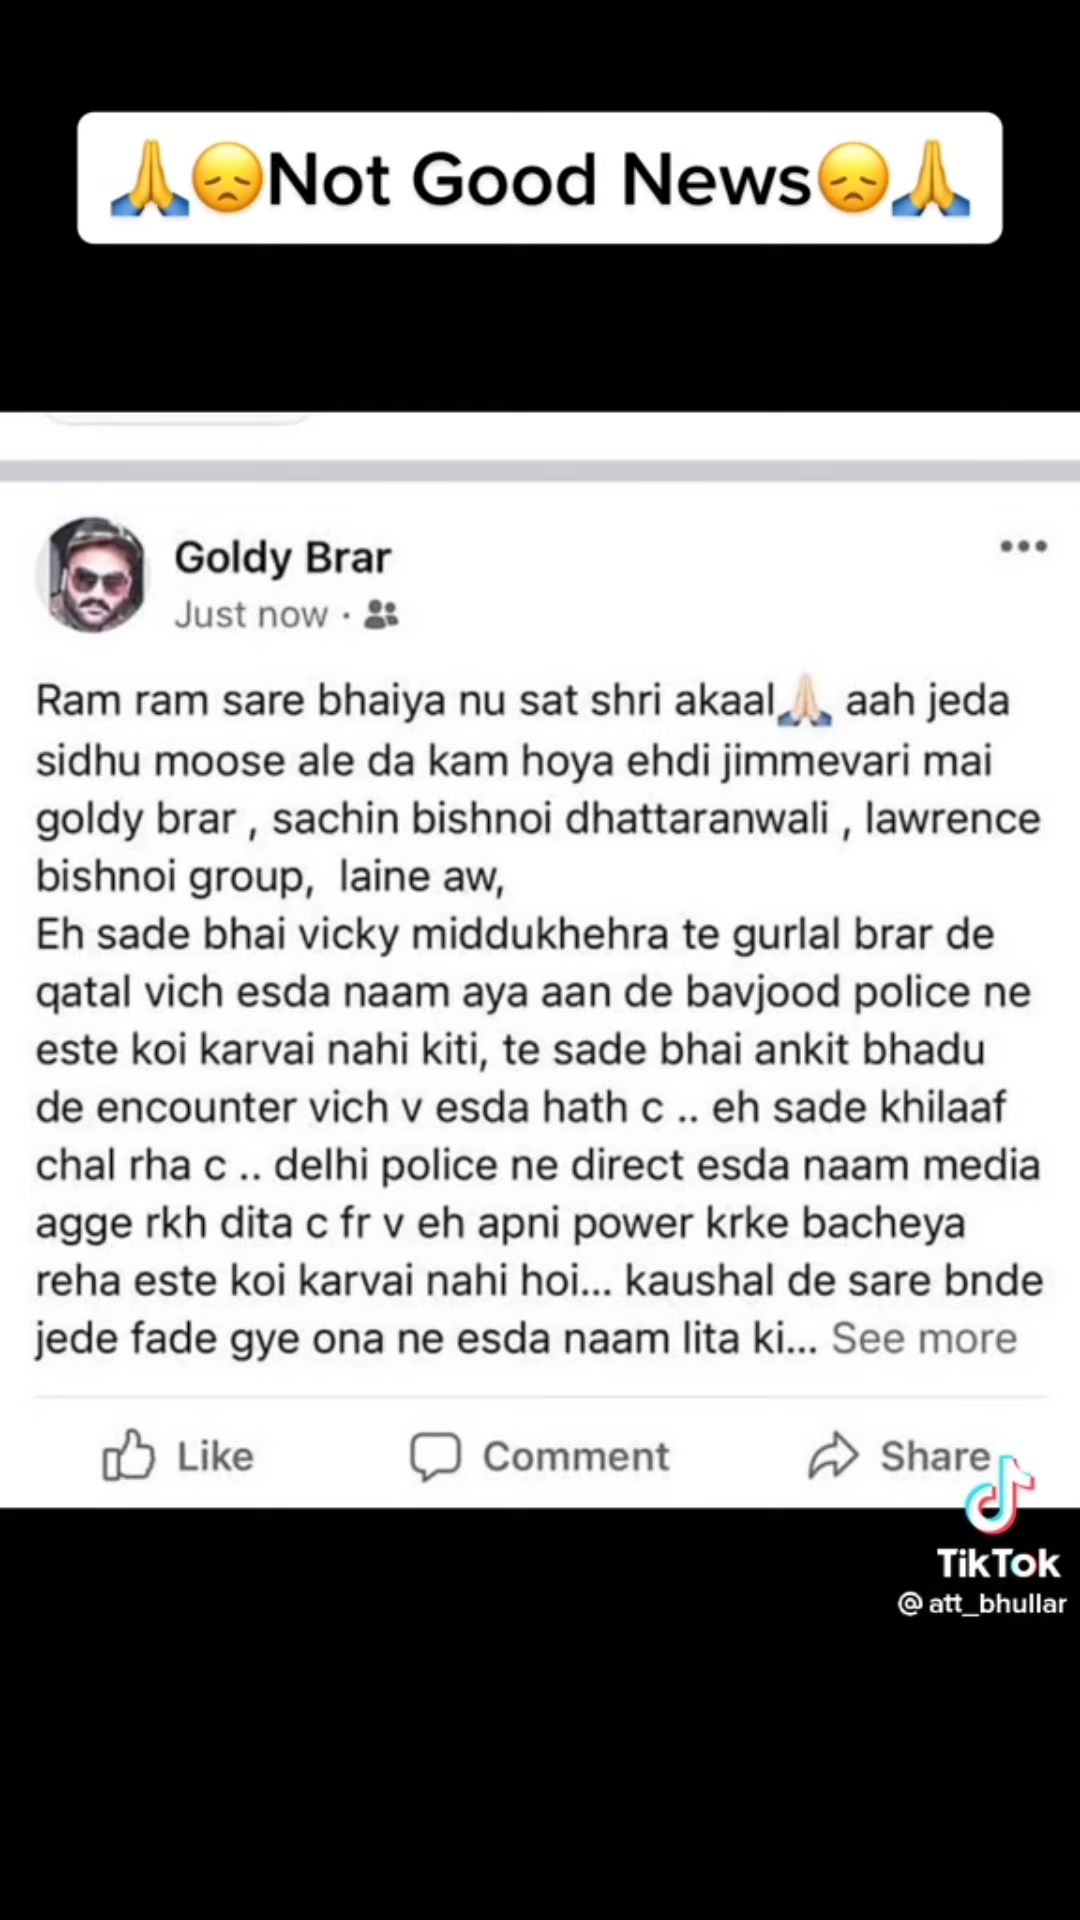 🙏😞Not Good News😞🙏
Goldy Brar
Just now ·
Ram ram sare bhaiya nu sat shri akaal🙏🏻 aah jeda
sidhu moose ale da kam hoya ehdi jimmevari mai
goldy brar , sachin bishnoi dhattaranwali , lawrence
bishnoi group,  laine aw,
Eh sade bhai vicky middukhehra te gurlal brar de
qatal vich esda naam aya aan de bavjood police ne
este koi karvai nahi kiti, te sade bhai ankit bhadu
de encounter vich v esda hath c .. eh sade khilaaf
chal rha c .. delhi police ne direct esda naam media
agge rkh dita c fr v eh apni power krke bacheya
reha este koi karvai nahi hoi... kaushal de sare bnde
jede fade gye ona ne esda naam lita ki... See more
Like Comment Share
TikTok
@att_bhullar